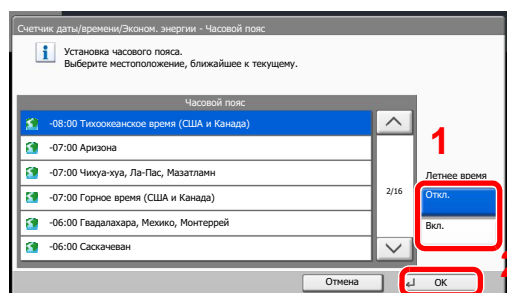 Счетчик даты/времени/Эконом. энергии - Часовой пояс
Установка часового пояса.
Выберите местоположение, ближайшее к текущему.
Часовой пояс
-08:00 Тихоокеанское время (США и Канада)
-07:00 Аризона
-07:00 Чихуа-хуа, Ла-Пас, Мазатламн
-07:00 Горное время (США и Канада)
-06:00 Гвадалахара, Мехико, Монтеррей
-06:00 Саскачеван
2/16
1
Летнее время
Откл.
Вкл.
2
Отмена
OK